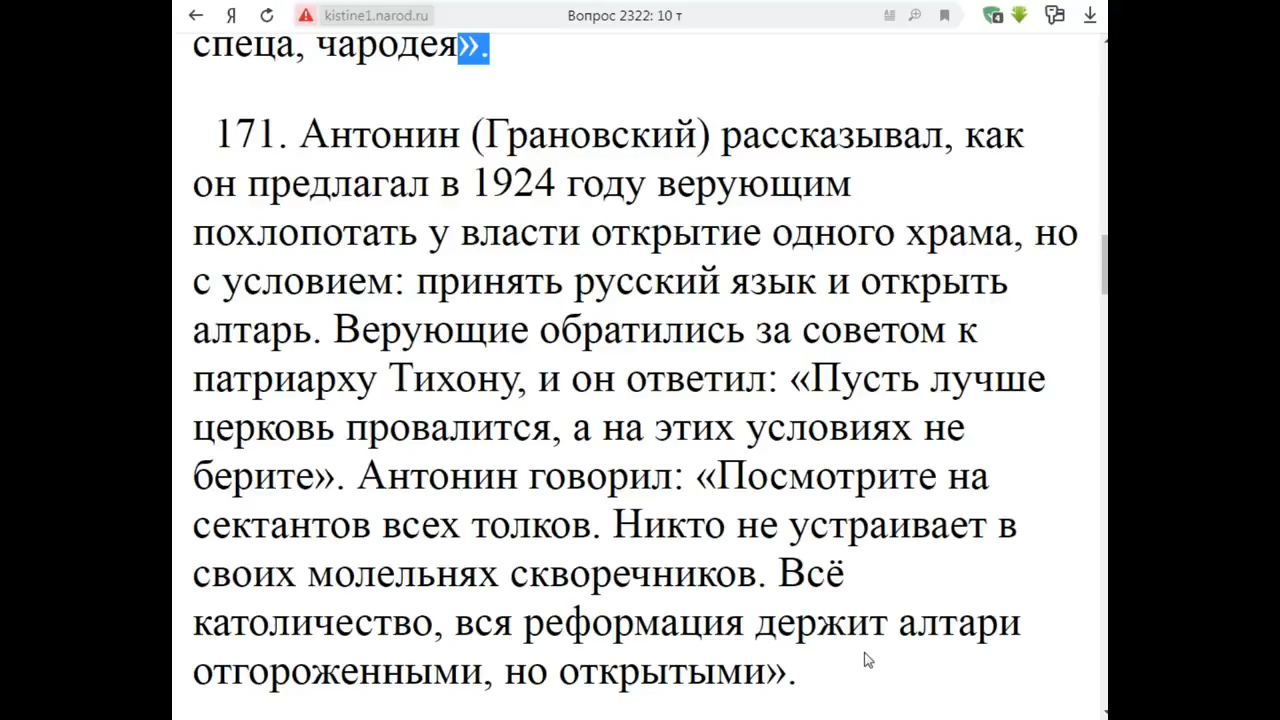 Я kistine1.narod.ru Вопрос 2322: 10 т
спеца, чародея».
171. Антонин (Грановский) рассказывал, как
он предлагал в 1924 году верующим
похлопотать у власти открытие одного храма, но
с условием: принять русский язык и открыть
алтарь. Верующие обратились за советом к
патриарху Тихону, и он ответил: «Пусть лучше
церковь провалится, а на этих условиях не
берите». Антонин говорил: «Посмотрите на
сектантов всех толков. Никто не устраивает в
своих молельнях скворечников. Всё
католичество, вся реформация держит алтари
отгороженными, но открытыми».